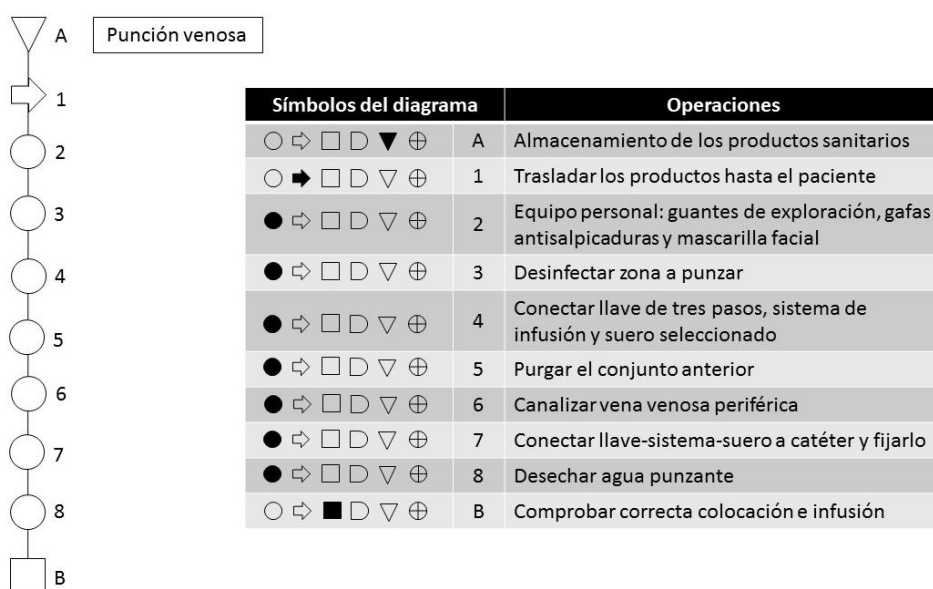 A Punción venosa
1
2
3
4
5
6
7
8
B
Símbolos del diagrama Operaciones
A Almacenamiento de los productos sanitarios
1 Trasladar los productos hasta el paciente
2 Equipo personal: guantes de exploración, gafas
antisalpicaduras y mascarilla facial
3 Desinfectar zona a punzar
4 Conectar llave de tres pasos, sistema de
infusión y suero seleccionado
5 Purgar el conjunto anterior
6 Canalizar vena venosa periférica
7 Conectar llave-sistema-suero a catéter y fijarlo
8 Desechar agua punzante
B Comprobar correcta colocación e infusión